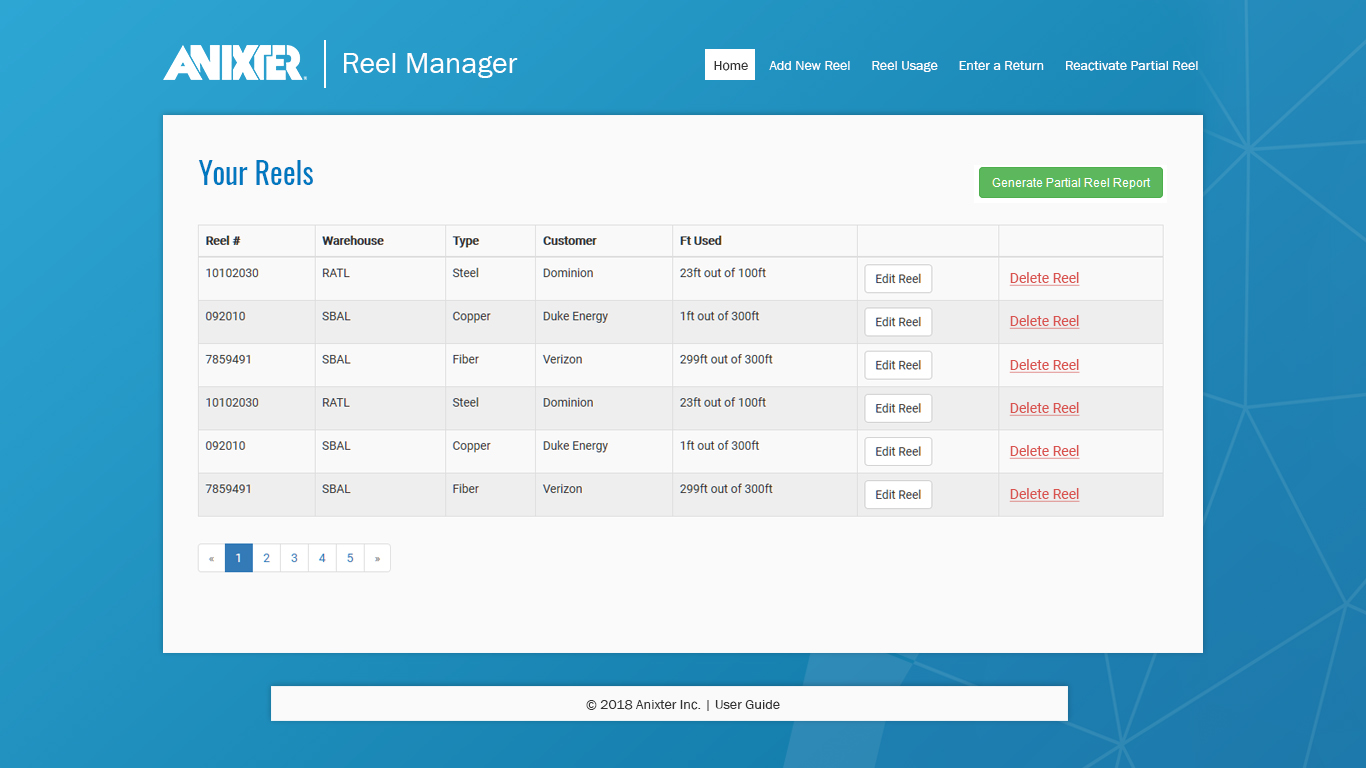 ANIXTER | Reel Manager
Home Add New Reel Reel Usage Enter a Return Reactivate Partial Reel
Your Reels
Generate Partial Reel Report
Reel # Warehouse Type Customer Ft Used
10102030 RATL Steel Dominion 23ft out of 100ft Edit Reel Delete Reel
092010 SBAL Copper Duke Energy 1ft out of 300ft Edit Reel Delete Reel
7859491 SBAL Fiber Verizon 299ft out of 300ft Edit Reel Delete Reel
10102030 RATL Steel Dominion 23ft out of 100ft Edit Reel Delete Reel
092010 SBAL Copper Duke Energy 1ft out of 300ft Edit Reel Delete Reel
7859491 SBAL Fiber Verizon 299ft out of 300ft Edit Reel Delete Reel
« 1 2 3 4 5 »
© 2018 Anixter Inc. | User Guide